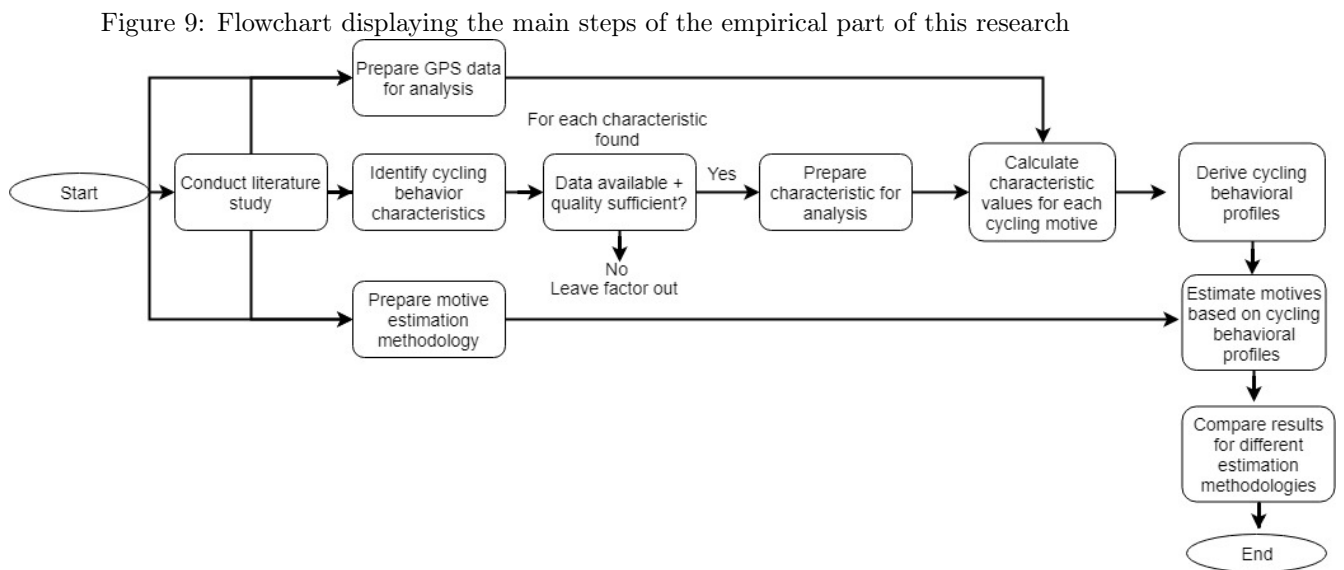 Figure 9: Flowchart displaying the main steps of the empirical part of this research
Prepare GPS data
for analysis
For each characteristic
found
Start
Conduct literature
study
Identify cycling
behavior
characteristics
Data available +
quality sufficient?
Yes
Prepare
characteristic for
analysis
Calculate
characteristic
values for each
cycling motive
Derive cycling
behavioral
profiles
No
Leave factor out
Prepare motive
estimation
methodology
Estimate motives
based on cycling
behavioral
profiles
Compare results
for different
estimation
methodologies
End